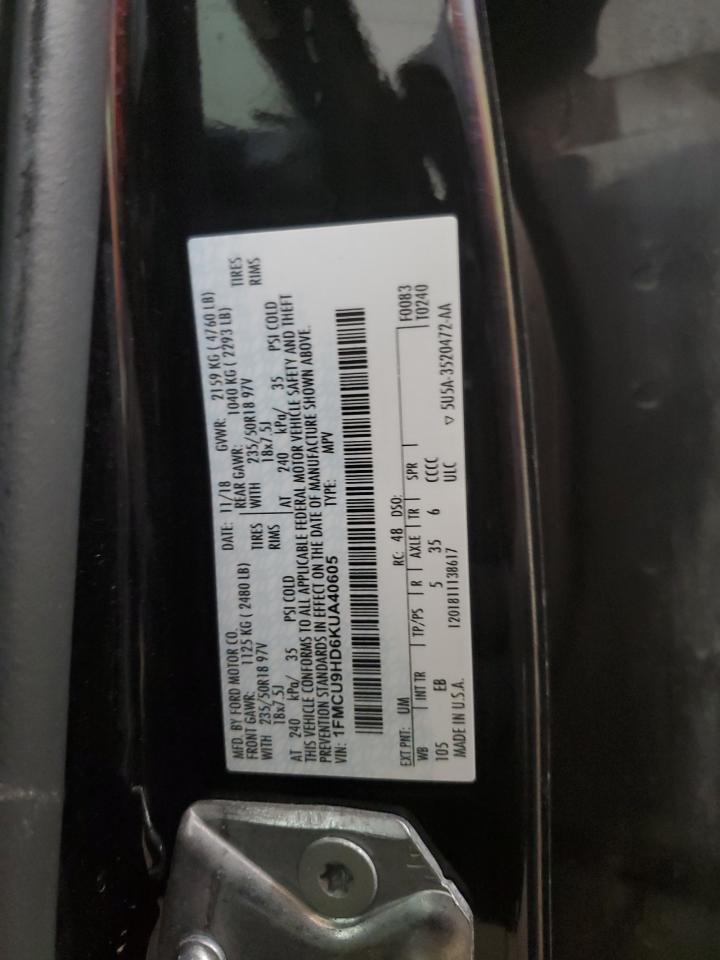 MFD. BY FORD MOTOR CO.
DATE: 11/18 GVWR: 2159 KG ( 4760 LB)
FRONT GAWR: 1125 KG ( 2480 LB)
REAR GAWR: 1040 KG ( 2293 LB)
WITH 235/50R18 97V TIRES
WITH 235/50R18 97V TIRES
18x7.5J RIMS
18x7.5J RIMS
AT 240 kPa/ 35 PSI COLD
AT 240 kPa/ 35 PSI COLD
THIS VEHICLE CONFORMS TO ALL APPLICABLE FEDERAL MOTOR VEHICLE SAFETY AND THEFT
PREVENTION STANDARDS IN EFFECT ON THE DATE OF MANUFACTURE SHOWN ABOVE.
VIN: 1FMCU9HD6KUA40605 TYPE: MPV
EXT PNT: UM RC: 48 DSO: F0083
WB INT TR TP/PS R AXLE TR SPR T0240
105 EB 5 35 6 CCCC
MADE IN U.S.A. 1201811138617 ULC ▽ 5U5A-3520472-AA